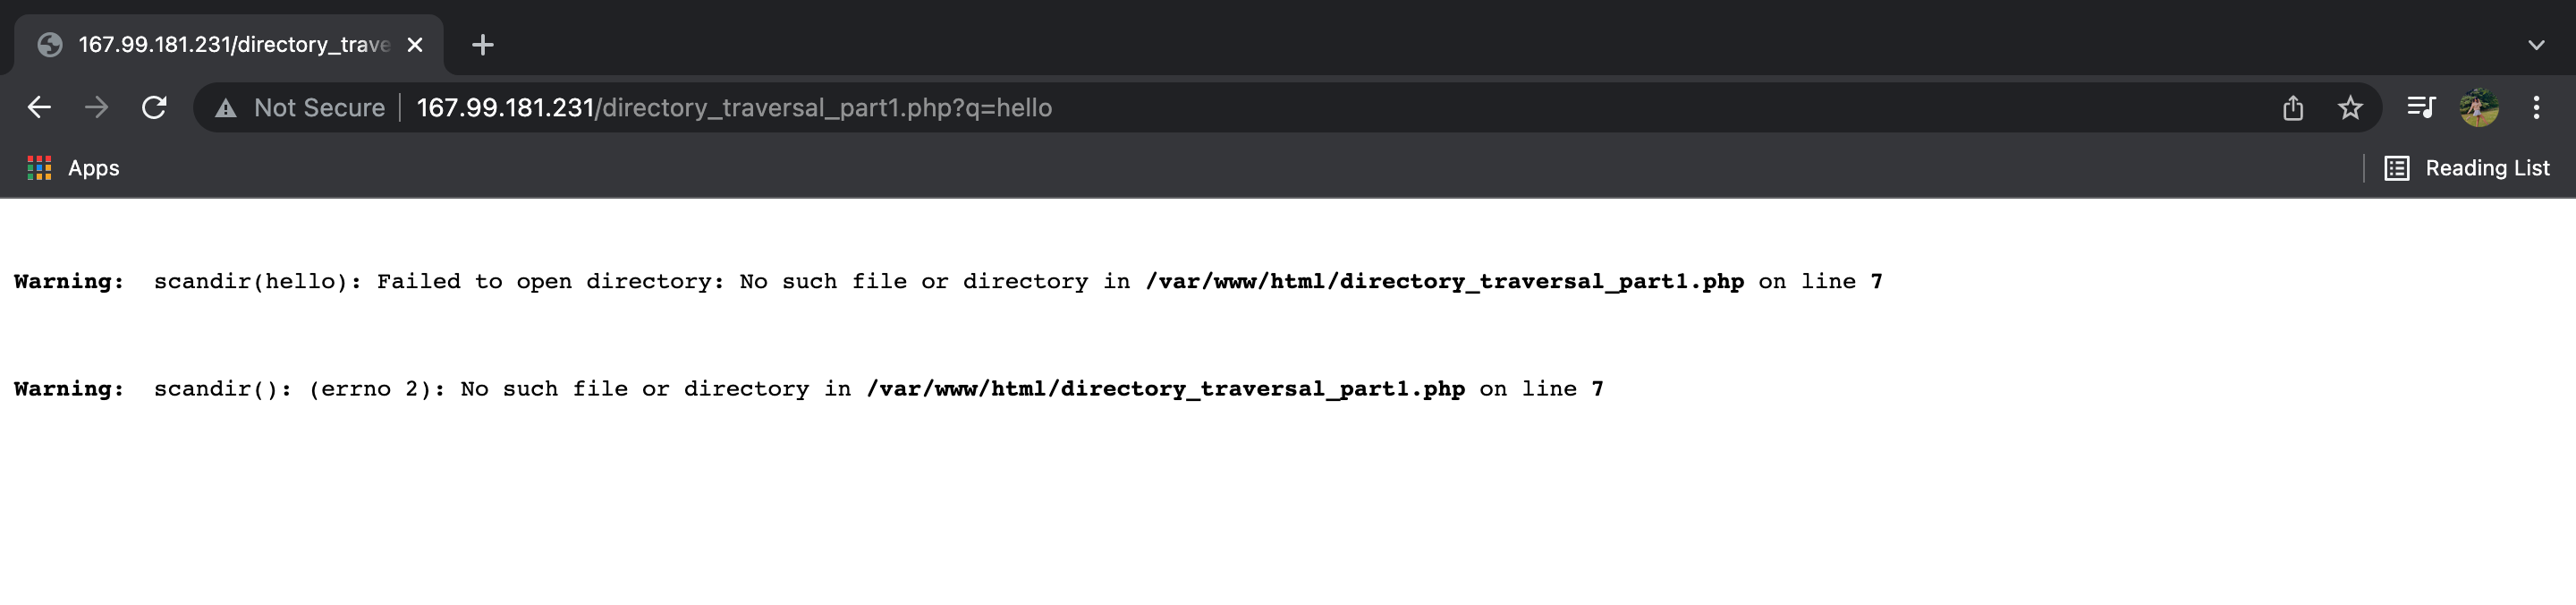 167.99.181.231/directory_trave
Not Secure 167.99.181.231/directory_traversal_part1.php?q=hello
Apps Reading List
Warning: scandir(hello): Failed to open directory: No such file or directory in /var/www/html/directory_traversal_part1.php on line 7
Warning: scandir(): (errno 2): No such file or directory in /var/www/html/directory_traversal_part1.php on line 7